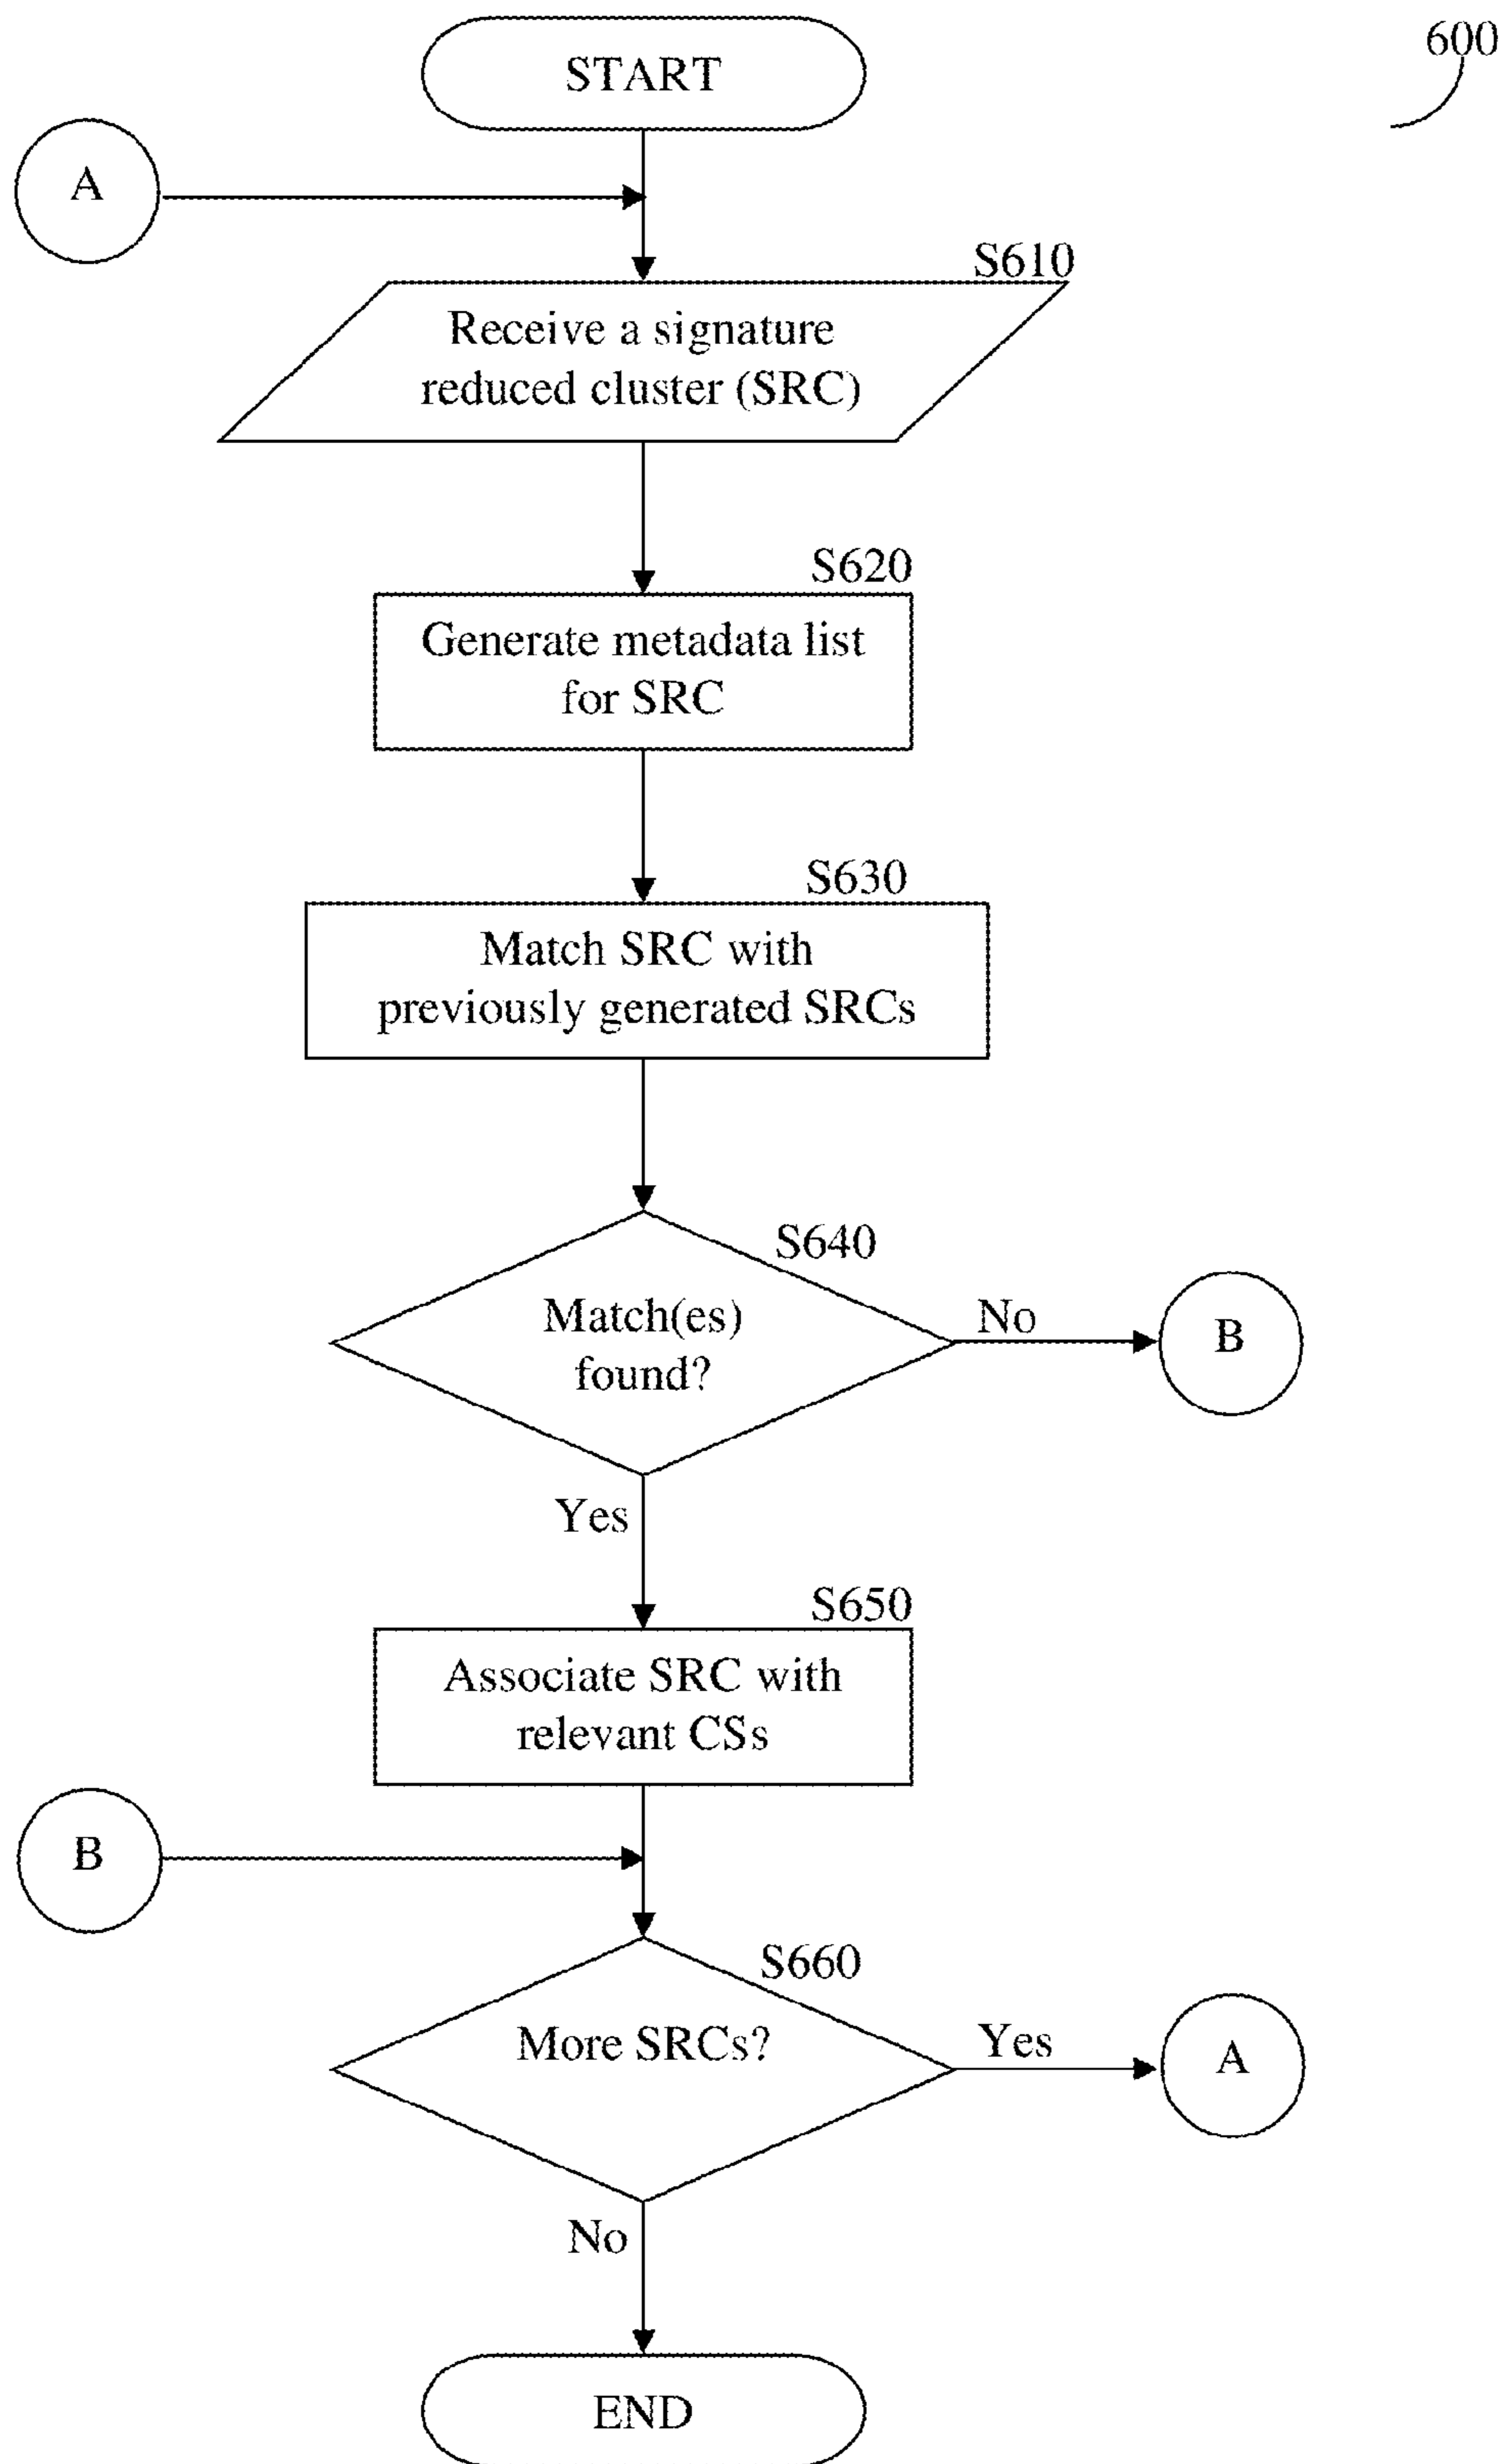 START
600
A
S610
Receive a signature
reduced cluster (SRC)
S620
Generate metadata list
for SRC
S630
Match SRC with
previously generated SRCs
S640
Match(es)
found?
No
B
Yes
S650
Associate SRC with
relevant CSs
B
S660
More SRCs?
Yes
A
No
END